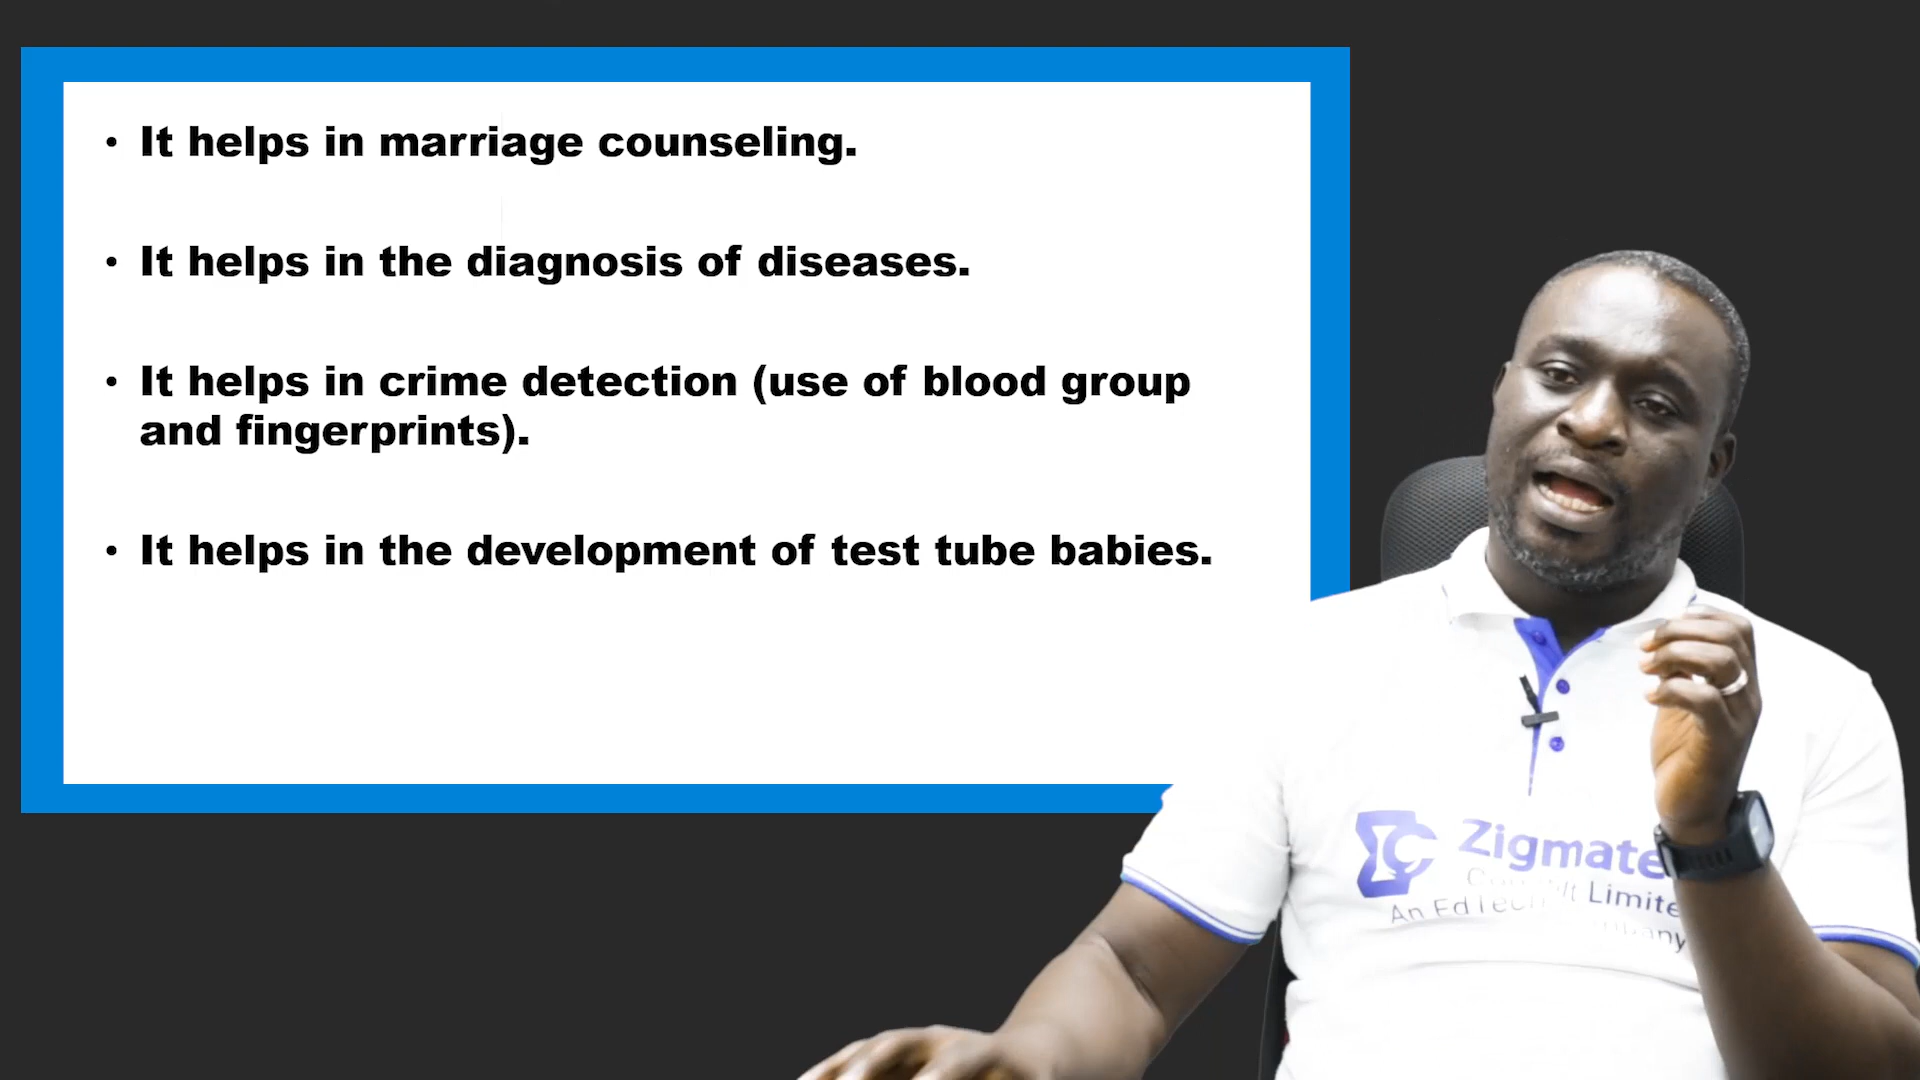 • It helps in marriage counseling.
• It helps in the diagnosis of diseases.
• It helps in crime detection (use of blood group
and fingerprints).
• It helps in the development of test tube babies.
Zigmate
Limite
An EdTech